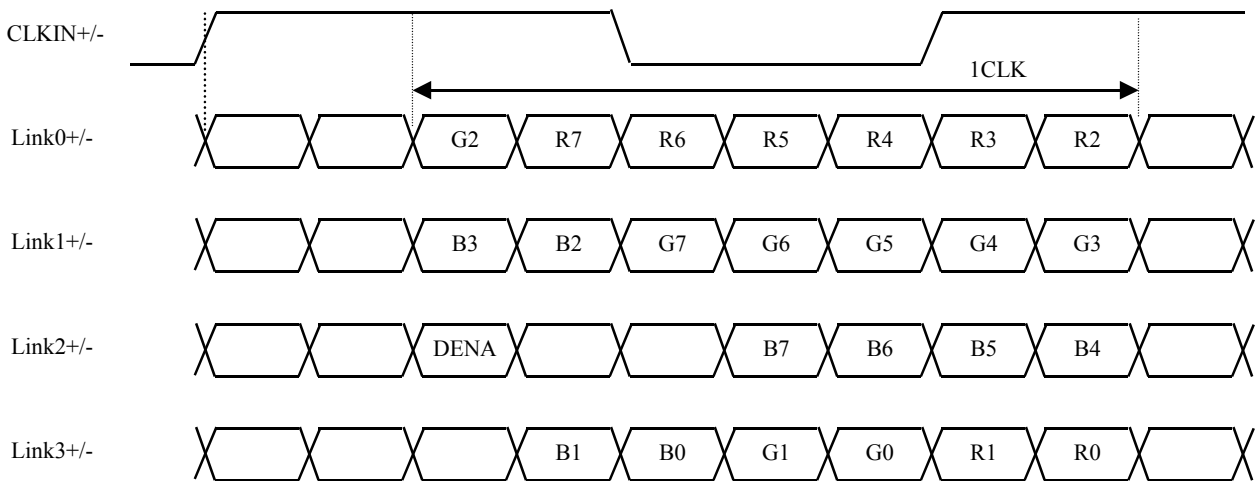 CLKIN+/-
1CLK
Link0+/- G2 R7 R6 R5 R4 R3 R2
Link1+/- B3 B2 G7 G6 G5 G4 G3
Link2+/- DENA B7 B6 B5 B4
Link3+/- B1 B0 G1 G0 R1 R0